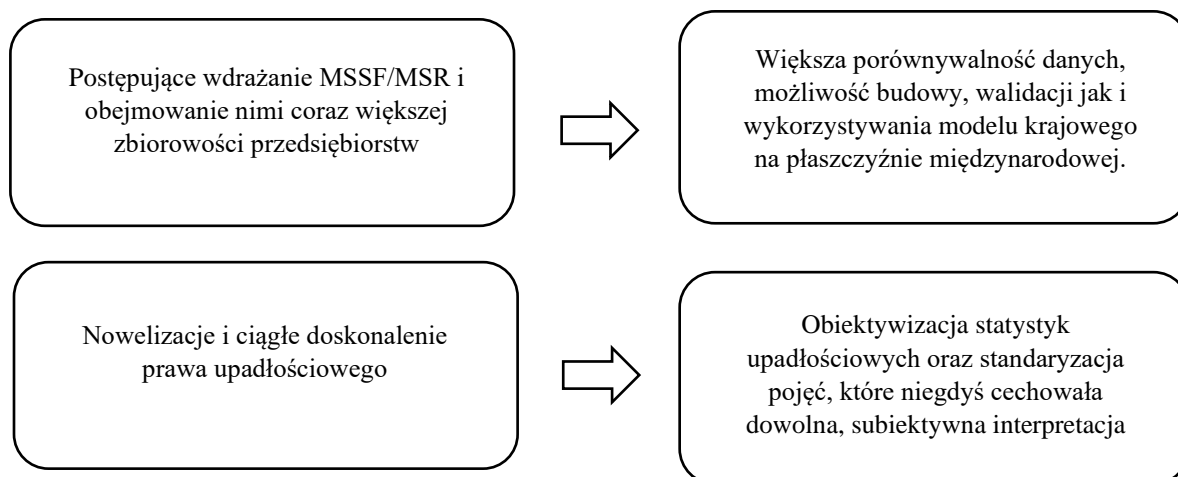 Postępujące wdrażanie MSSF/MSR i
obejmowanie nimi coraz większej
zbiorowości przedsiębiorstw
Większa porównywalność danych,
możliwość budowy, walidacji jak i
wykorzystywania modelu krajowego
na płaszczyźnie międzynarodowej.
Nowelizacje i ciągłe doskonalenie
prawa upadłościowego
Obiektywizacja statystyk
upadłościowych oraz standaryzacja
pojęć, które niegdyś cechowała
dowolna, subiektywna interpretacja